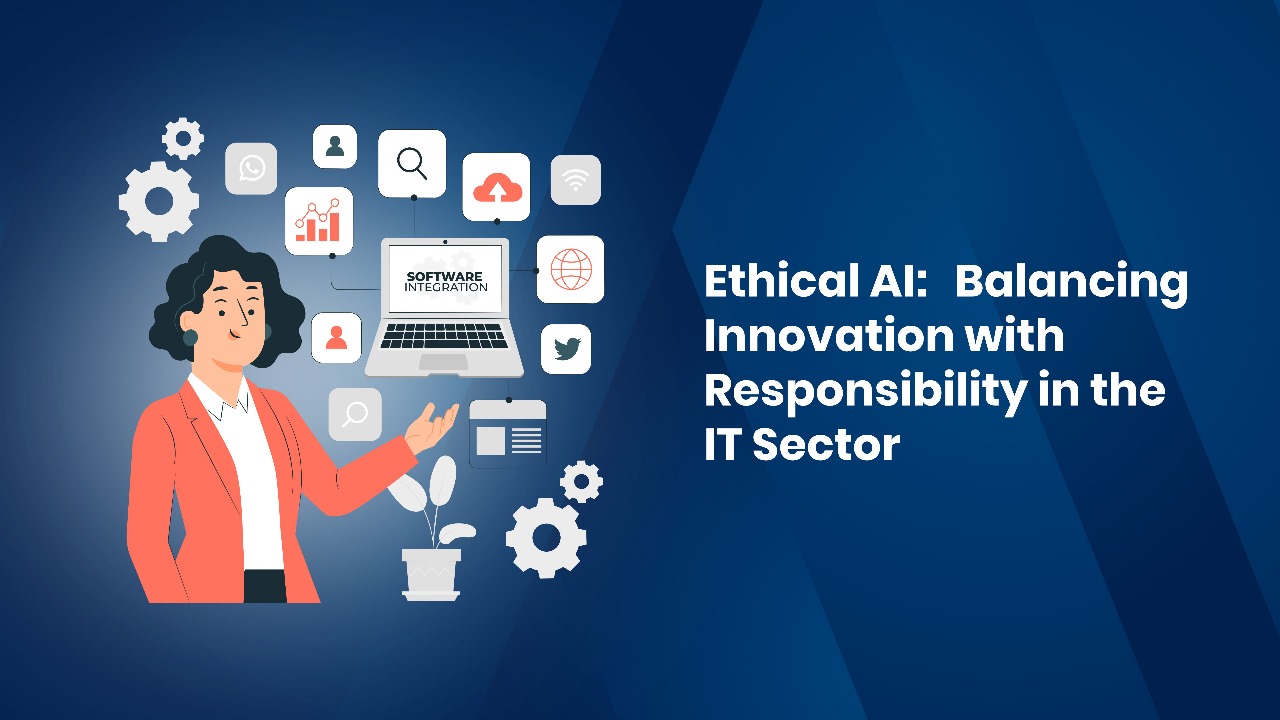 SOFTWARE
INTEGRATION
Ethical AI:  Balancing
Innovation with
Responsibility in the
IT Sector